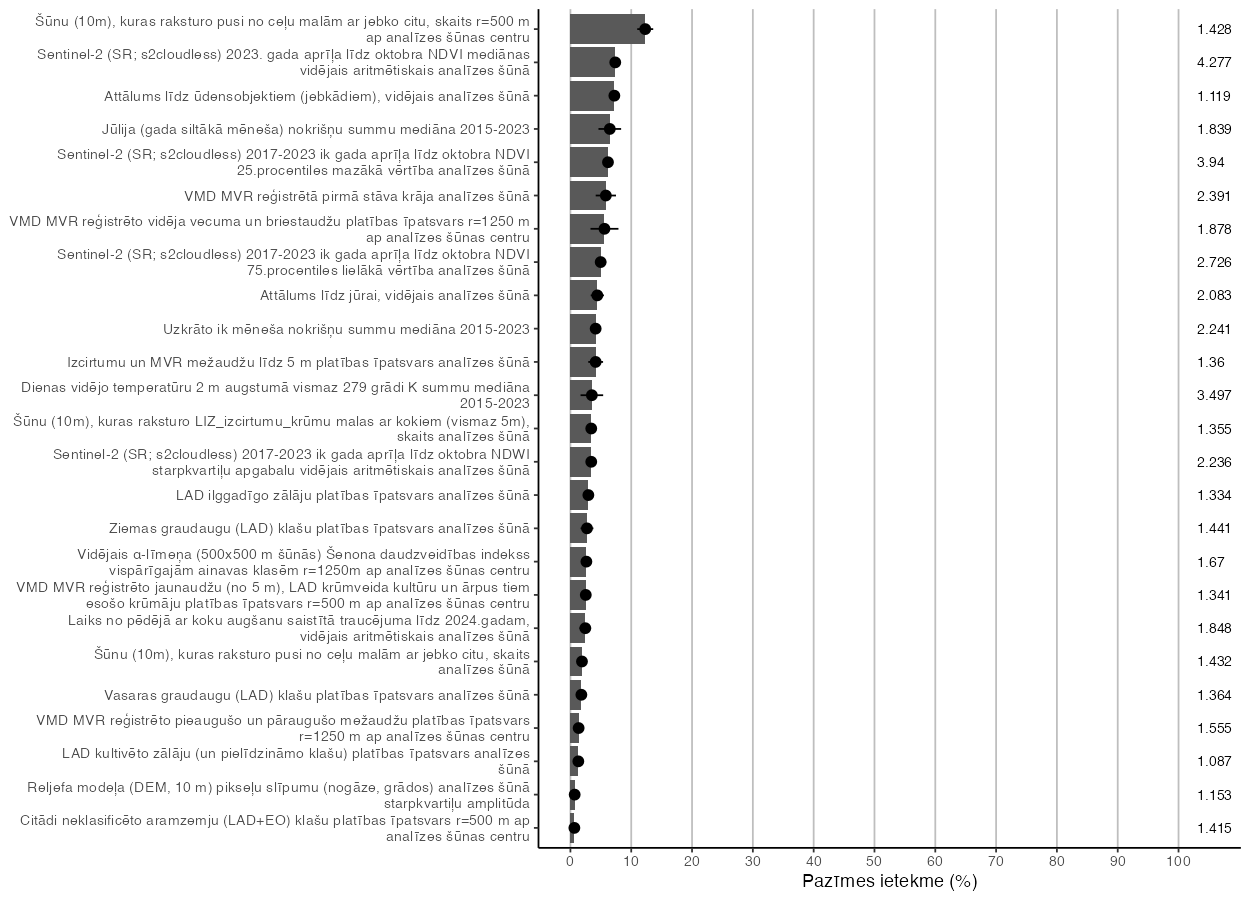 Šūnu (10m), kuras raksturo pusi no ceļu malām ar jebko citu, skaits r=500 m
ap analīzes šūnas centru
1.428
Sentinel-2 (SR; s2cloudless) 2023. gada aprīļa līdz oktobra NDVI mediānas
vidējais aritmētiskais analīzes šūnā
4.277
Attālums līdz ūdensobjektiem (jebkādiem), vidējais analīzes šūnā
1.119
Jūlija (gada siltākā mēneša) nokrišņu summu mediāna 2015-2023
1.839
Sentinel-2 (SR; s2cloudless) 2017-2023 ik gada aprīļa līdz oktobra NDVI
25.procentiles mazākā vērtība analīzes šūnā
3.94
VMD MVR reģistrētā pirmā stāva krāja analīzes šūnā
2.391
VMD MVR reģistrēto vidēja vecuma un briestaudžu platības īpatsvars r=1250 m
ap analīzes šūnas centru
1.878
Sentinel-2 (SR; s2cloudless) 2017-2023 ik gada aprīļa līdz oktobra NDVI
75.procentiles lielākā vērtība analīzes šūnā
2.726
Attālums līdz jūrai, vidējais analīzes šūnā
2.083
Uzkrāto ik mēneša nokrišņu summu mediāna 2015-2023
2.241
Izcirtumu un MVR mežaudžu līdz 5 m platības īpatsvars analīzes šūnā
1.36
Dienas vidējo temperatūru 2 m augstumā vismaz 279 grādi K summu mediāna
2015-2023
3.497
Šūnu (10m), kuras raksturo LIZ_izcirtumu_krūmu malas ar kokiem (vismaz 5m),
skaits analīzes šūnā
1.355
Sentinel-2 (SR; s2cloudless) 2017-2023 ik gada aprīļa līdz oktobra NDWI
starpkvartiļu apgabalu vidējais aritmētiskais analīzes šūnā
2.236
LAD ilggadīgo zālāju platības īpatsvars analīzes šūnā
1.334
Ziemas graudaugu (LAD) klašu platības īpatsvars analīzes šūnā
1.441
Vidējais α-līmeņa (500x500 m šūnās) Šenona daudzveidības indekss
vispārīgajām ainavas klasēm r=1250m ap analīzes šūnas centru
1.67
VMD MVR reģistrēto jaunaudžu (no 5 m), LAD krūmveida kultūru un ārpus tiem
esošo krūmāju platības īpatsvars r=500 m ap analīzes šūnas centru
1.341
Laiks no pēdējā ar koku augšanu saistītā traucējuma līdz 2024.gadam,
vidējais aritmētiskais analīzes šūnā
1.848
Šūnu (10m), kuras raksturo pusi no ceļu malām ar jebko citu, skaits
analīzes šūnā
1.432
Vasaras graudaugu (LAD) klašu platības īpatsvars analīzes šūnā
1.364
VMD MVR reģistrēto pieaugušo un pāraugušo mežaudžu platības īpatsvars
r=1250 m ap analīzes šūnas centru
1.555
LAD kultivēto zālāju (un pielīdzināmo klašu) platības īpatsvars analīzes
šūnā
1.087
Reljefa modeļa (DEM, 10 m) pikseļu slīpumu (nogāze, grādos) analīzes šūnā
starpkvartiļu amplitūda
1.153
Citādi neklasificēto aramzemju (LAD+EO) klašu platības īpatsvars r=500 m ap
analīzes šūnas centru
1.415
0 10 20 30 40 50 60 70 80 90 100
Pazīmes ietekme (%)